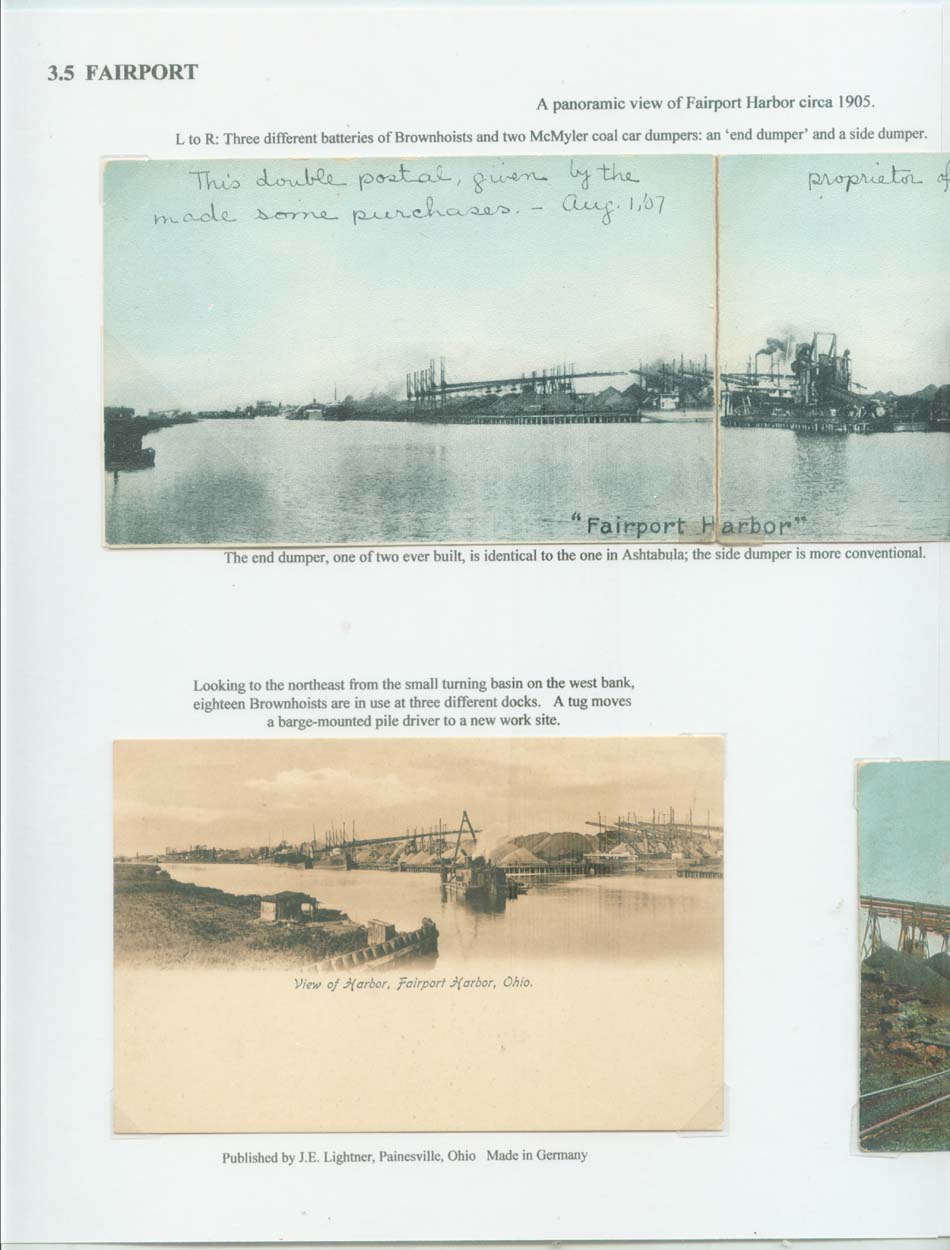 3.5 FAIRPORT
A panoramic view of Fairport Harbor circa 1905.
L to R: Three different batteries of Brownhoists and two McMyler coal car dumpers: an ‘end dumper’ and a side dumper.
This double postal, given by the proprietor of
made some purchases. – Aug. 1, '07
"Fairport Harbor"
The end dumper, one of two ever built, is identical to the one in Ashtabula; the side dumper is more conventional.
Looking to the northeast from the small turning basin on the west bank,
eighteen Brownhoists are in use at three different docks. A tug moves
a barge-mounted pile driver to a new work site.
View of Harbor, Fairport Harbor, Ohio.
Published by J.E. Lightner, Painesville, Ohio Made in Germany